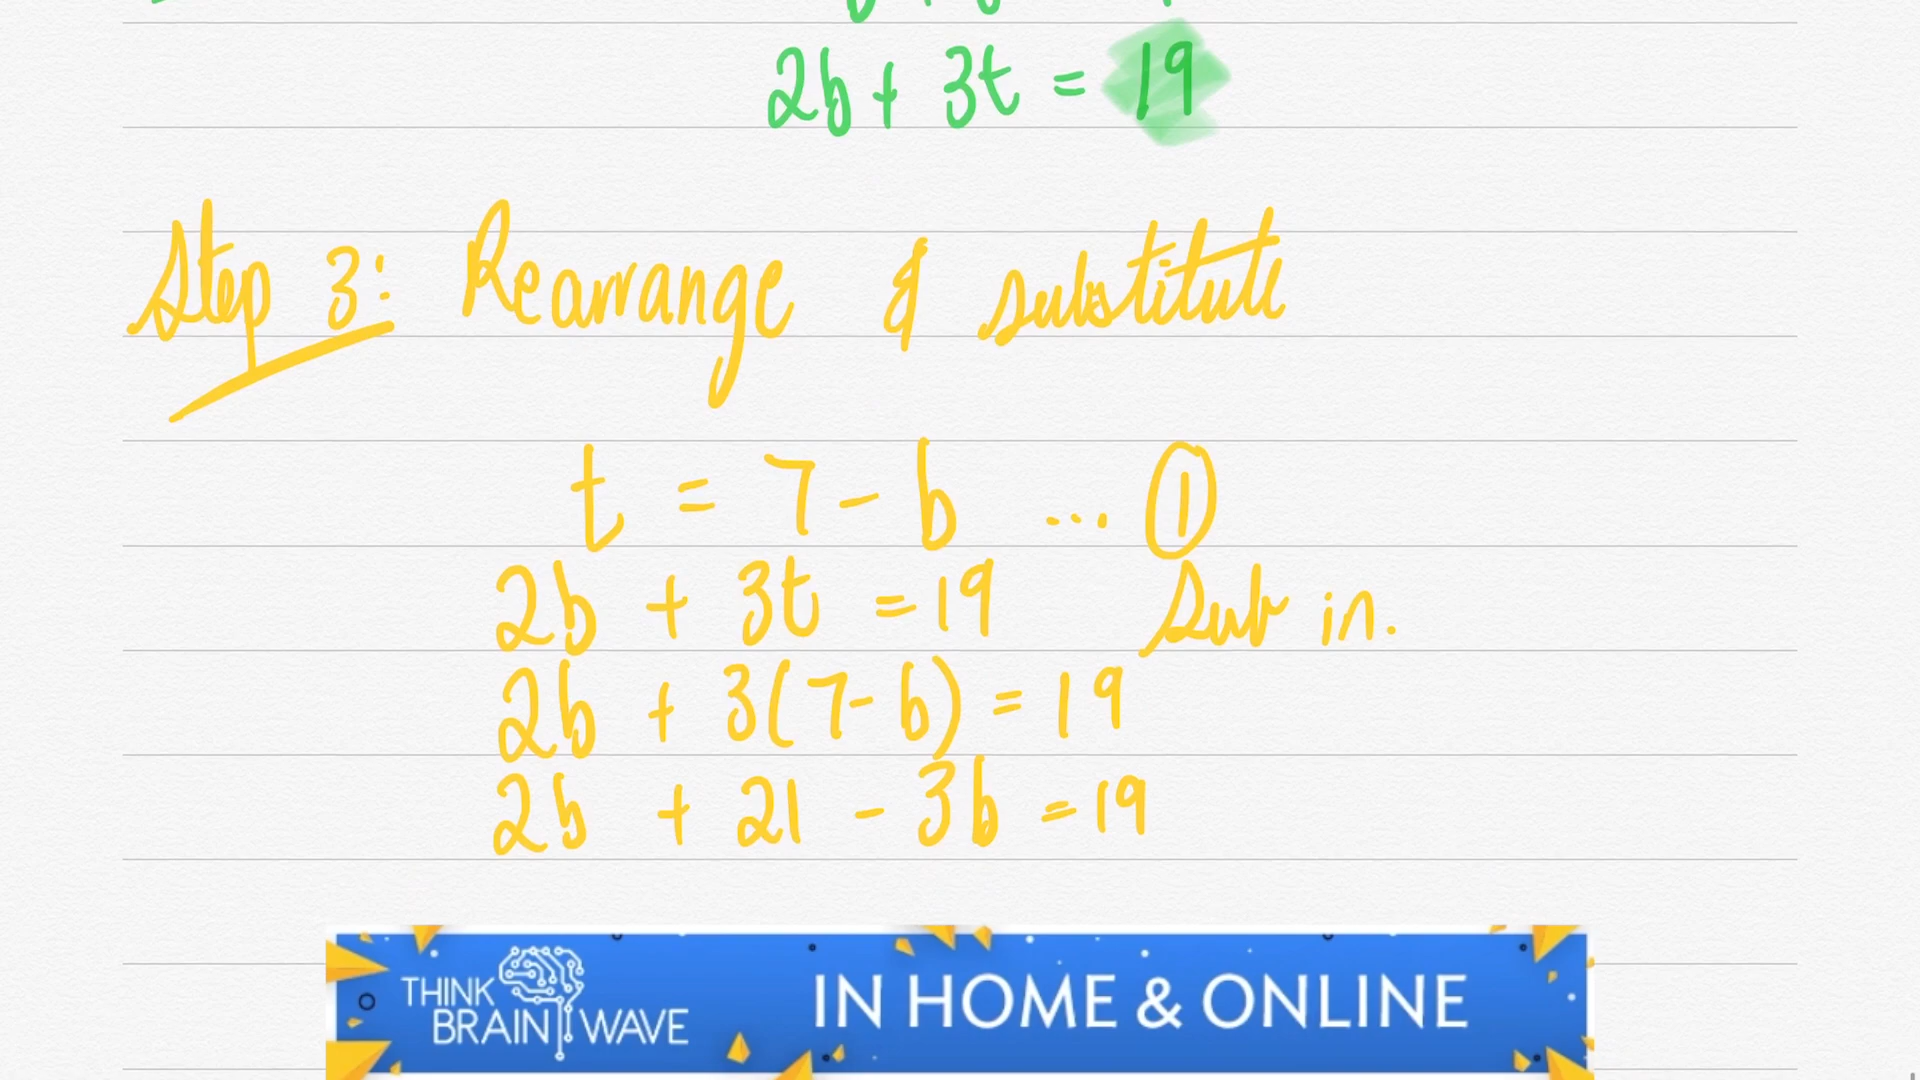 2b + 3t = 19
Step 3: Rearrange & substitute
t = 7 - b ... ①
2b + 3t = 19 Sub in.
2b + 3(7 - b) = 19
2b + 21 - 3b = 19
THINK BRAIN WAVE
IN HOME & ONLINE